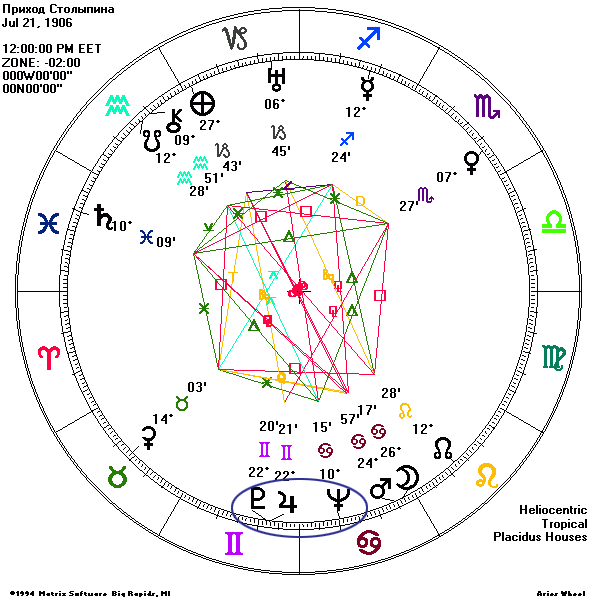 Приход Столыпина
Jul 21, 1906
12:00:00 PM EET
ZONE: -02:00
000W00'00"
00N00'00"
06°
45'
12°
24'
07°
27'
27°
43'
09°
51'
12°
28'
10°
09'
14°
03'
22°
20'
22°
21'
10°
15'
24°
57'
26°
17'
12°
28'
Heliocentric
Tropical
Placidus Houses
©1994 Matrix Software Big Rapids, MI
Aries Wheel